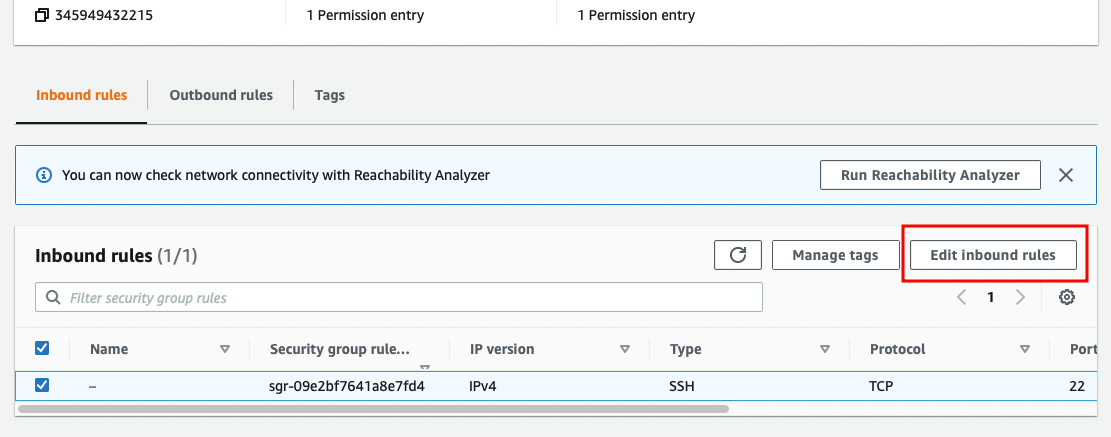 345949432215 1 Permission entry 1 Permission entry
Inbound rules Outbound rules Tags
You can now check network connectivity with Reachability Analyzer Run Reachability Analyzer
Inbound rules (1/1) Manage tags Edit inbound rules
Filter security group rules 1
Name Security group rule... IP version Type Protocol Port
– sgr-09e2bf7641a8e7fd4 IPv4 SSH TCP 22